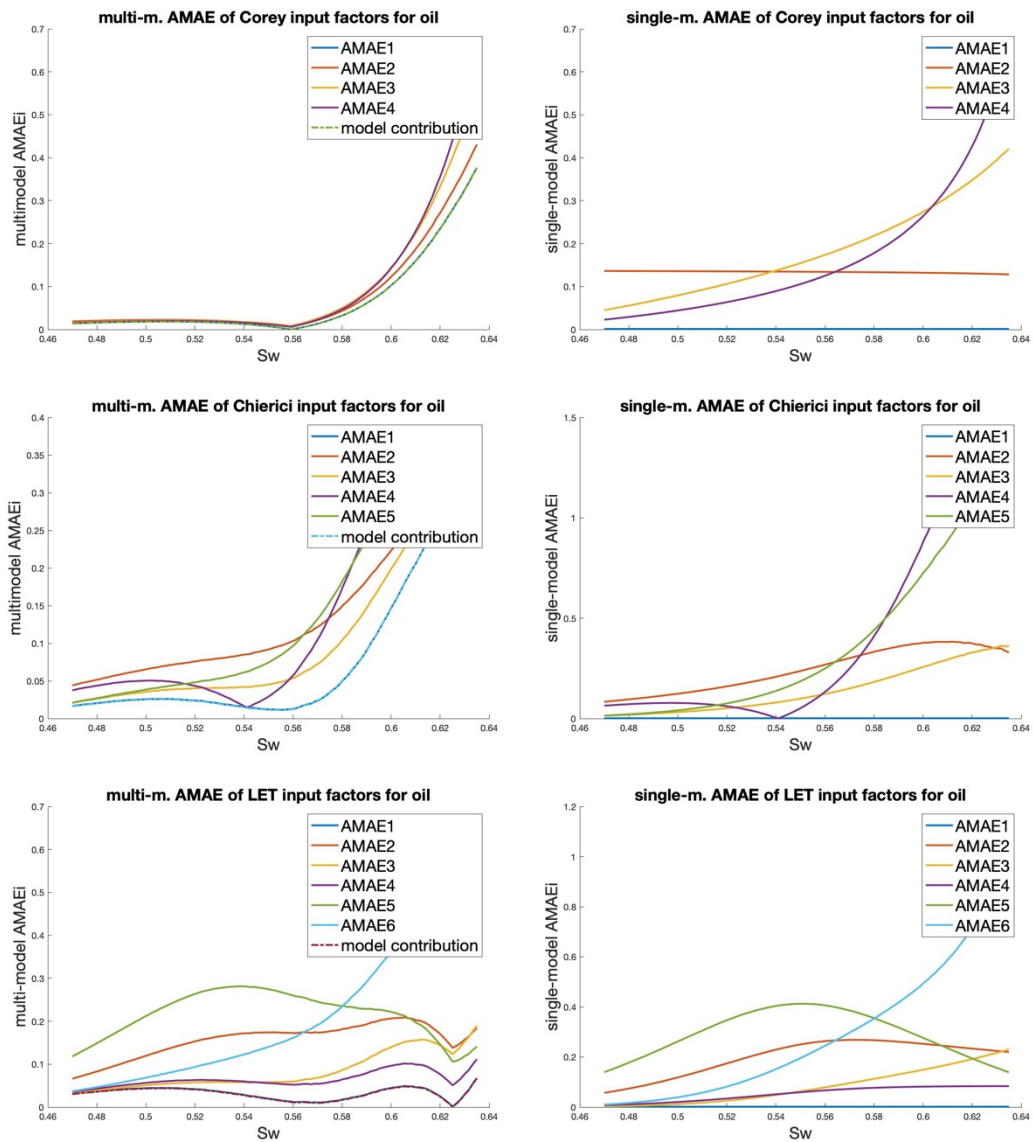 multi-m. AMAE of Corey input factors for oil
multimodel AMAEi
0.7
0.6
0.5
0.4
0.3
0.2
0.1
0
AMAE1
AMAE2
AMAE3
AMAE4
model contribution
0.46 0.48 0.5 0.52 0.54 0.56 0.58 0.6 0.62 0.64
Sw
single-m. AMAE of Corey input factors for oil
single-model AMAEi
0.7
0.6
0.5
0.4
0.3
0.2
0.1
0
AMAE1
AMAE2
AMAE3
AMAE4
0.46 0.48 0.5 0.52 0.54 0.56 0.58 0.6 0.62 0.64
Sw
multi-m. AMAE of Chierici input factors for oil
multimodel AMAEi
0.4
0.35
0.3
0.25
0.2
0.15
0.1
0.05
0
AMAE1
AMAE2
AMAE3
AMAE4
AMAE5
model contribution
0.46 0.48 0.5 0.52 0.54 0.56 0.58 0.6 0.62 0.64
Sw
single-m. AMAE of Chierici input factors for oil
single-model AMAEi
1.5
1
0.5
0
AMAE1
AMAE2
AMAE3
AMAE4
AMAE5
0.46 0.48 0.5 0.52 0.54 0.56 0.58 0.6 0.62 0.64
Sw
multi-m. AMAE of LET input factors for oil
multi-model AMAEi
0.7
0.6
0.5
0.4
0.3
0.2
0.1
0
AMAE1
AMAE2
AMAE3
AMAE4
AMAE5
AMAE6
model contribution
0.46 0.48 0.5 0.52 0.54 0.56 0.58 0.6 0.62 0.64
Sw
single-m. AMAE of LET input factors for oil
single-model AMAEi
1.2
1
0.8
0.6
0.4
0.2
0
AMAE1
AMAE2
AMAE3
AMAE4
AMAE5
AMAE6
0.46 0.48 0.5 0.52 0.54 0.56 0.58 0.6 0.62 0.64
Sw